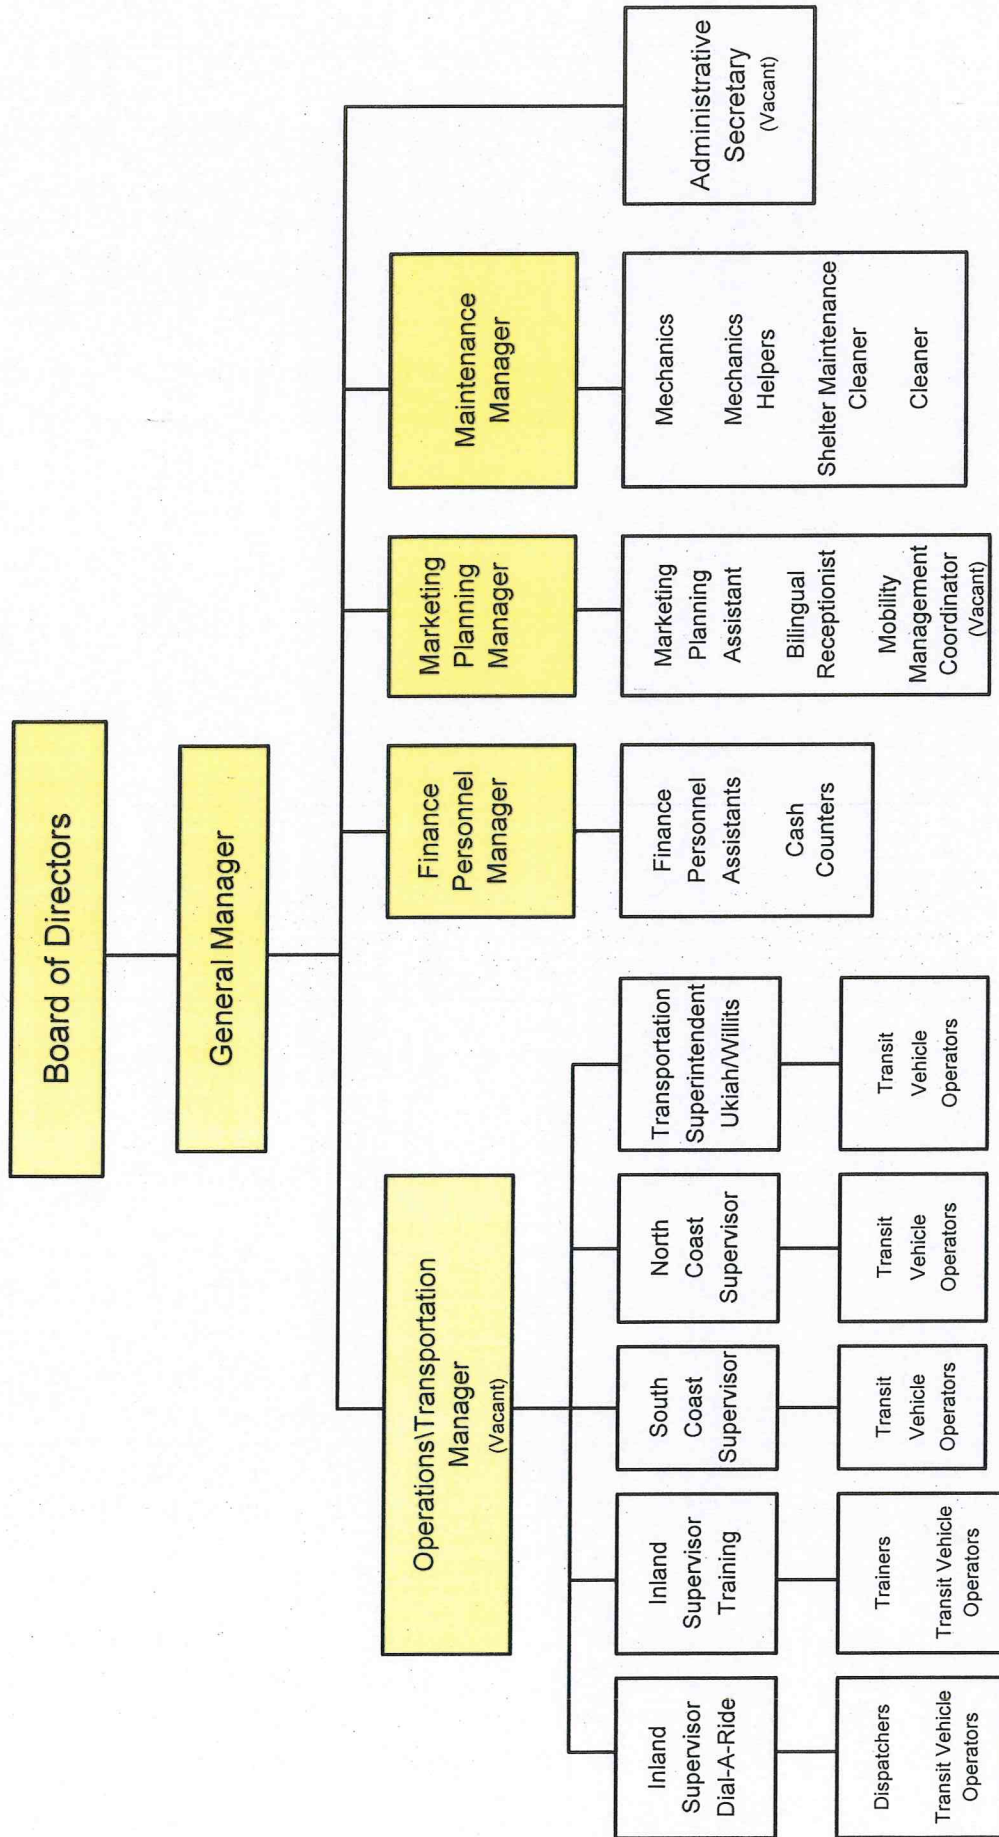 Board of Directors
General Manager
Operations\Transportation
Manager
(Vacant)
Finance
Personnel
Manager
Marketing
Planning
Manager
Maintenance
Manager
Administrative
Secretary
(Vacant)
Inland
Supervisor
Dial-A-Ride
Inland
Supervisor
Training
South
Coast
Supervisor
North
Coast
Supervisor
Transportation
Superintendent
Ukiah/Willits
Finance
Personnel
Assistants
Cash
Counters
Marketing
Planning
Assistant
Bilingual
Receptionist
Mobility
Management
Coordinator
(Vacant)
Mechanics
Mechanics
Helpers
Shelter Maintenance
Cleaner
Cleaner
Dispatchers
Transit Vehicle
Operators
Trainers
Transit Vehicle
Operators
Transit
Vehicle
Operators
Transit
Vehicle
Operators
Transit
Vehicle
Operators